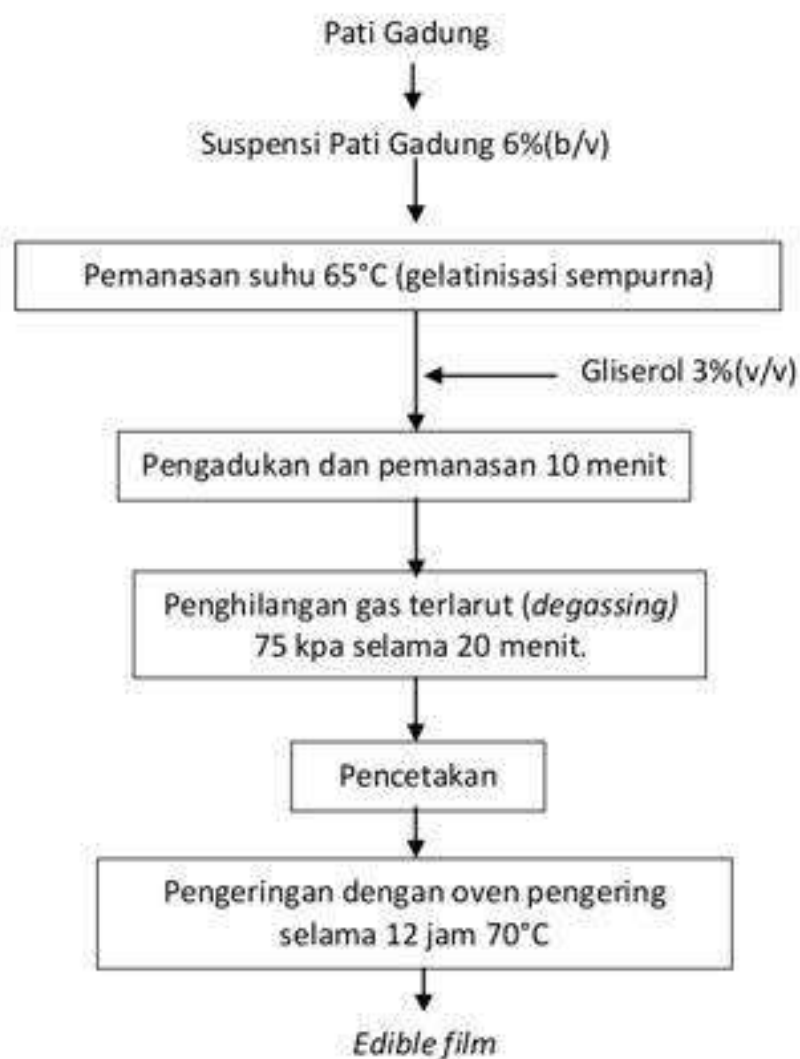 Pati Gadung
Suspensi Pati Gadung 6%(b/v)
Pemanasan suhu 65°C (gelatinisasi sempurna)
Gliserol 3%(v/v)
Pengadukan dan pemanasan 10 menit
Penghilangan gas terlarut (degassing)
75 kpa selama 20 menit.
Pencetakan
Pengeringan dengan oven pengering
selama 12 jam 70°C
Edible film